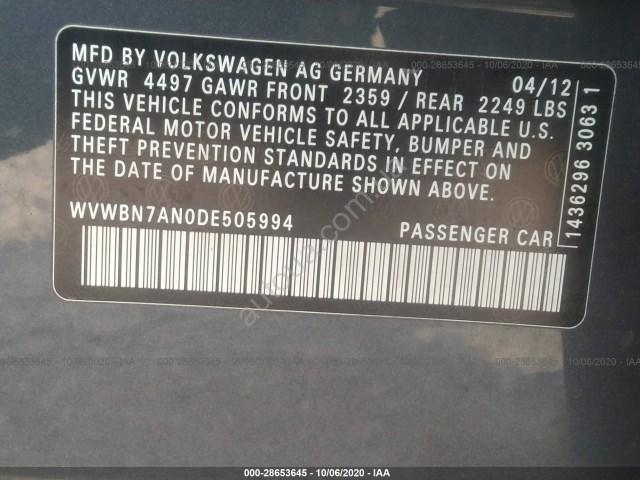 MFD BY VOLKSWAGEN AG GERMANY 04/12
GVWR 4497 GAWR FRONT 2359 / REAR 2249 LBS
THIS VEHICLE CONFORMS TO ALL APPLICABLE U.S.
FEDERAL MOTOR VEHICLE SAFETY, BUMPER AND
THEFT PREVENTION STANDARDS IN EFFECT ON
THE DATE OF MANUFACTURE SHOWN ABOVE.
WVWBN7AN0DE505994 PASSENGER CAR
1436296 3063 1
000-28653645 - 10/06/2020 - IAA